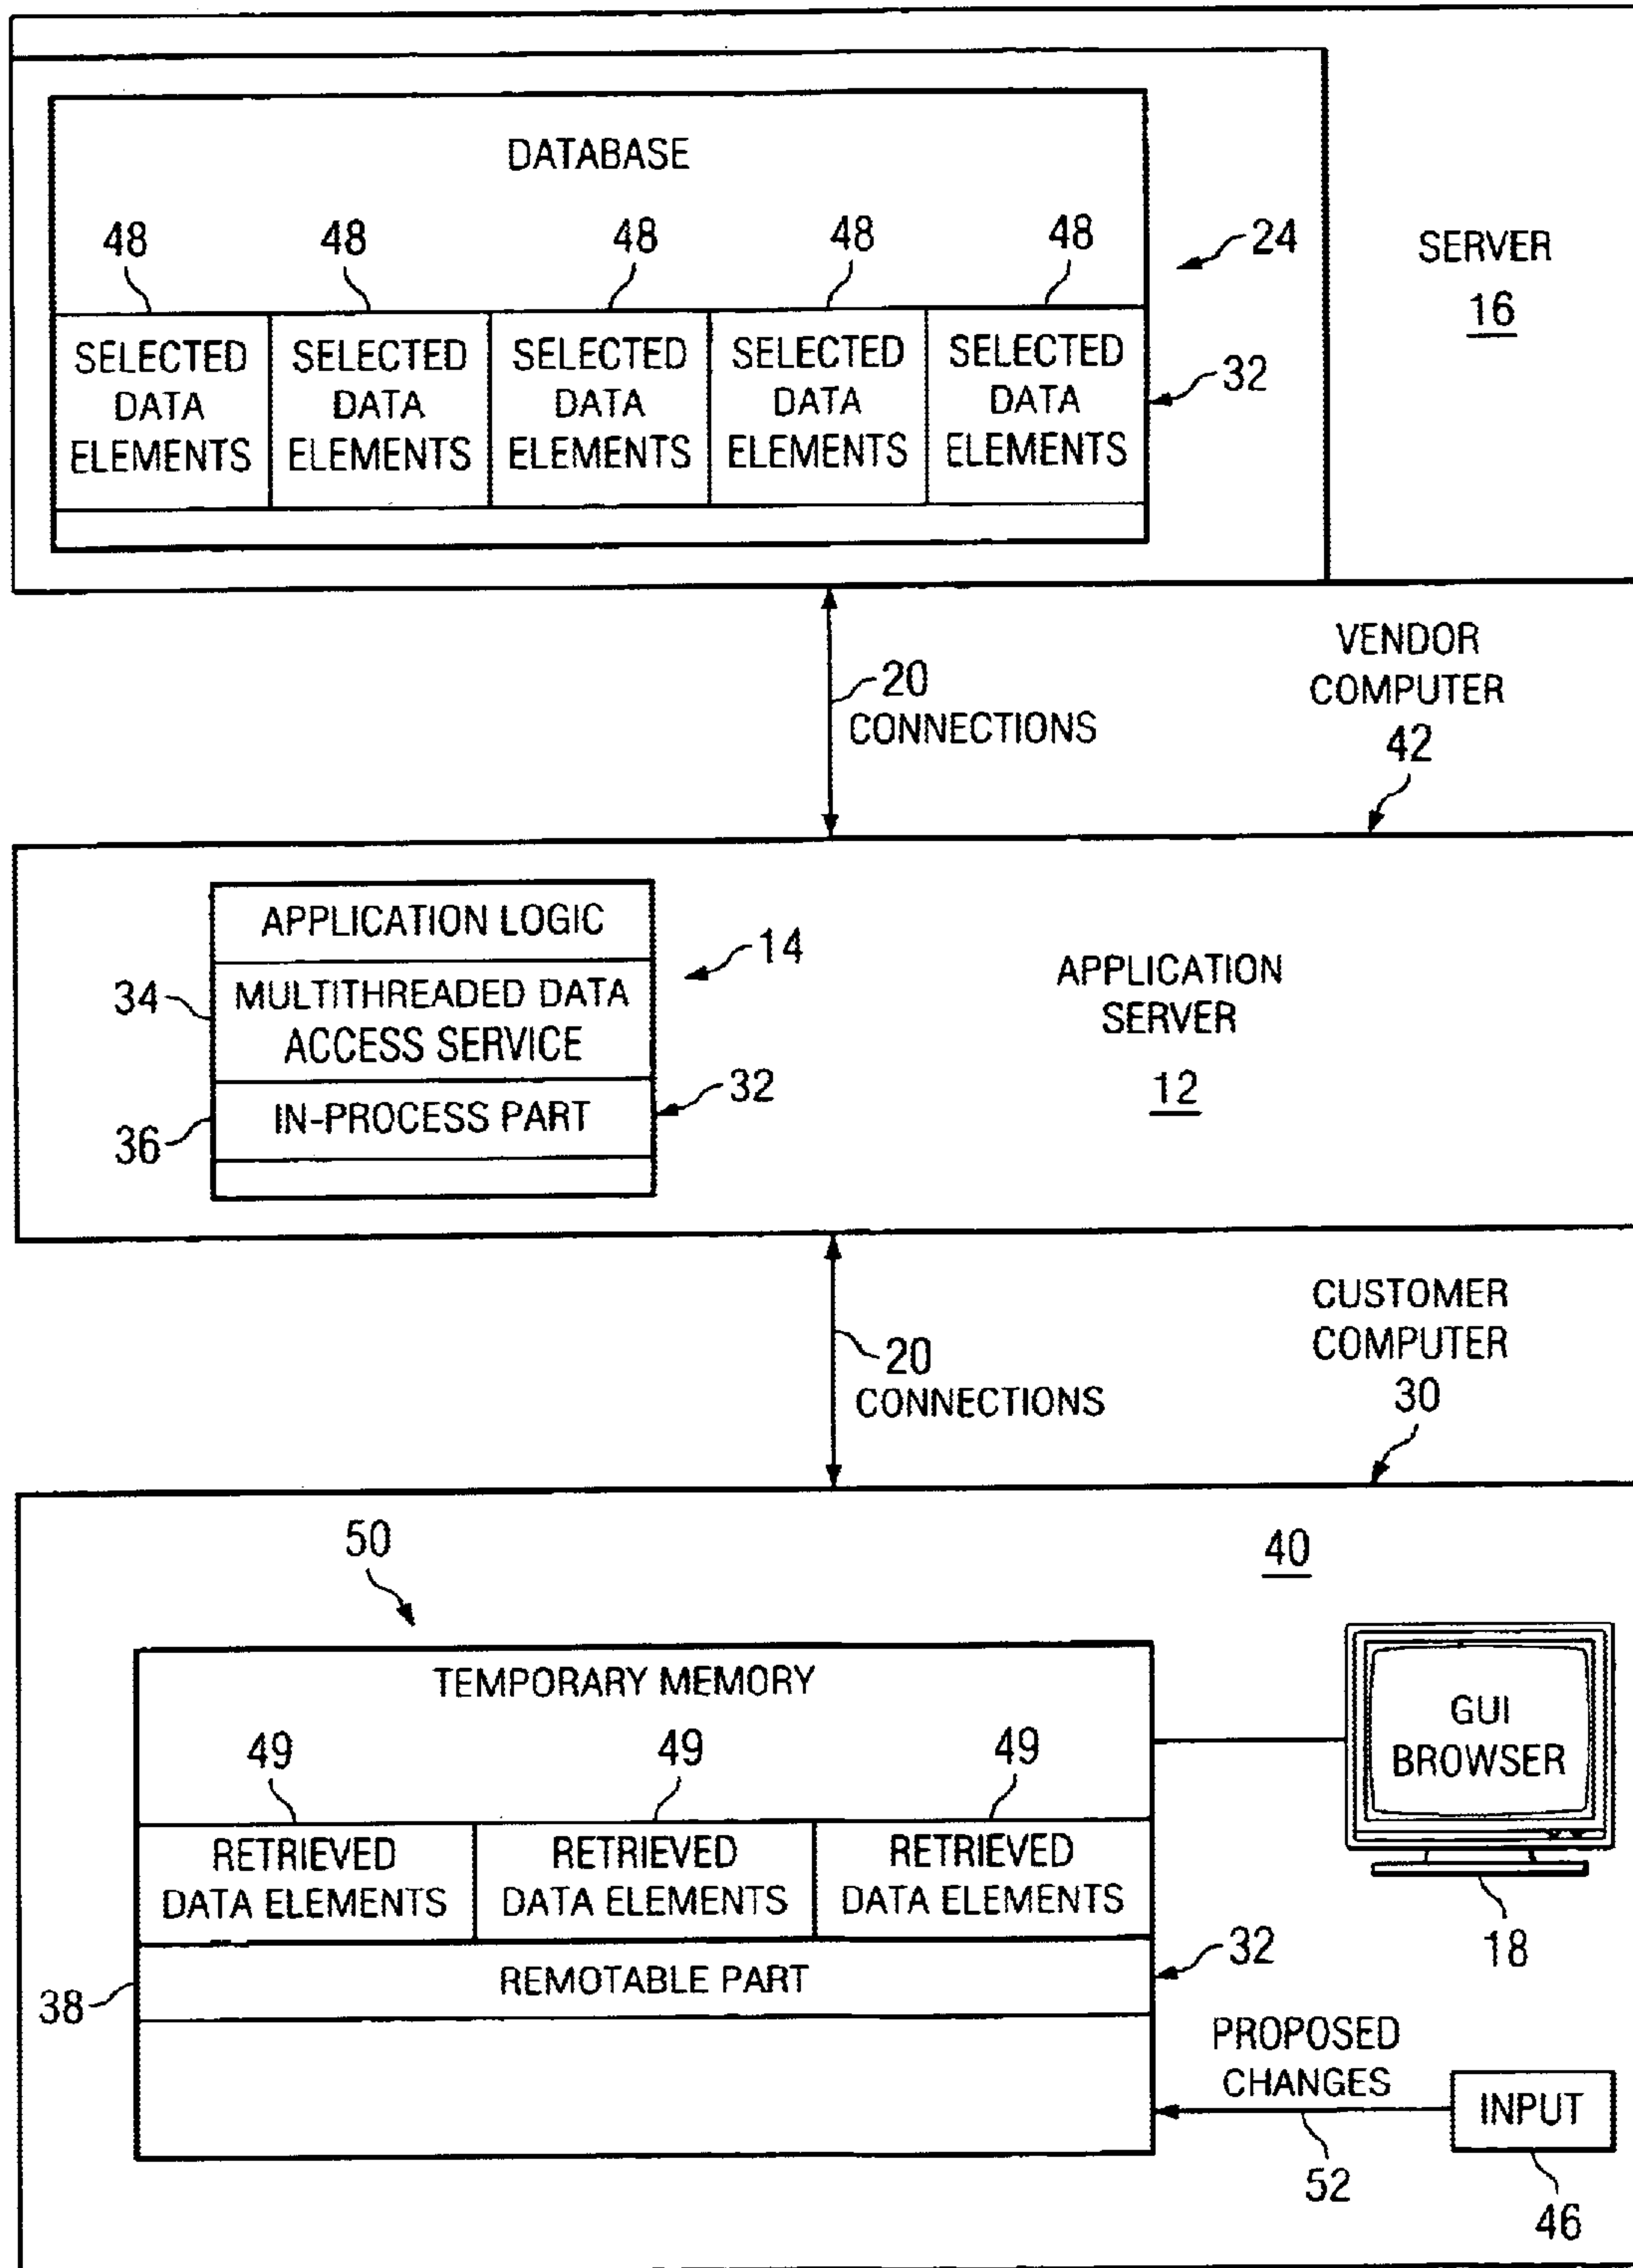 DATABASE
48 48 48 48 48
24
SERVER
16
SELECTED DATA ELEMENTS
SELECTED DATA ELEMENTS
SELECTED DATA ELEMENTS
SELECTED DATA ELEMENTS
SELECTED DATA ELEMENTS
32
20
CONNECTIONS
VENDOR
COMPUTER
42
APPLICATION LOGIC
14
34
MULTITHREADED DATA
ACCESS SERVICE
36
IN-PROCESS PART
32
APPLICATION
SERVER
12
20
CONNECTIONS
CUSTOMER
COMPUTER
30
50
40
TEMPORARY MEMORY
49 49 49
RETRIEVED
DATA ELEMENTS
RETRIEVED
DATA ELEMENTS
RETRIEVED
DATA ELEMENTS
GUI
BROWSER
18
38
REMOTABLE PART
32
PROPOSED
CHANGES
52
INPUT
46